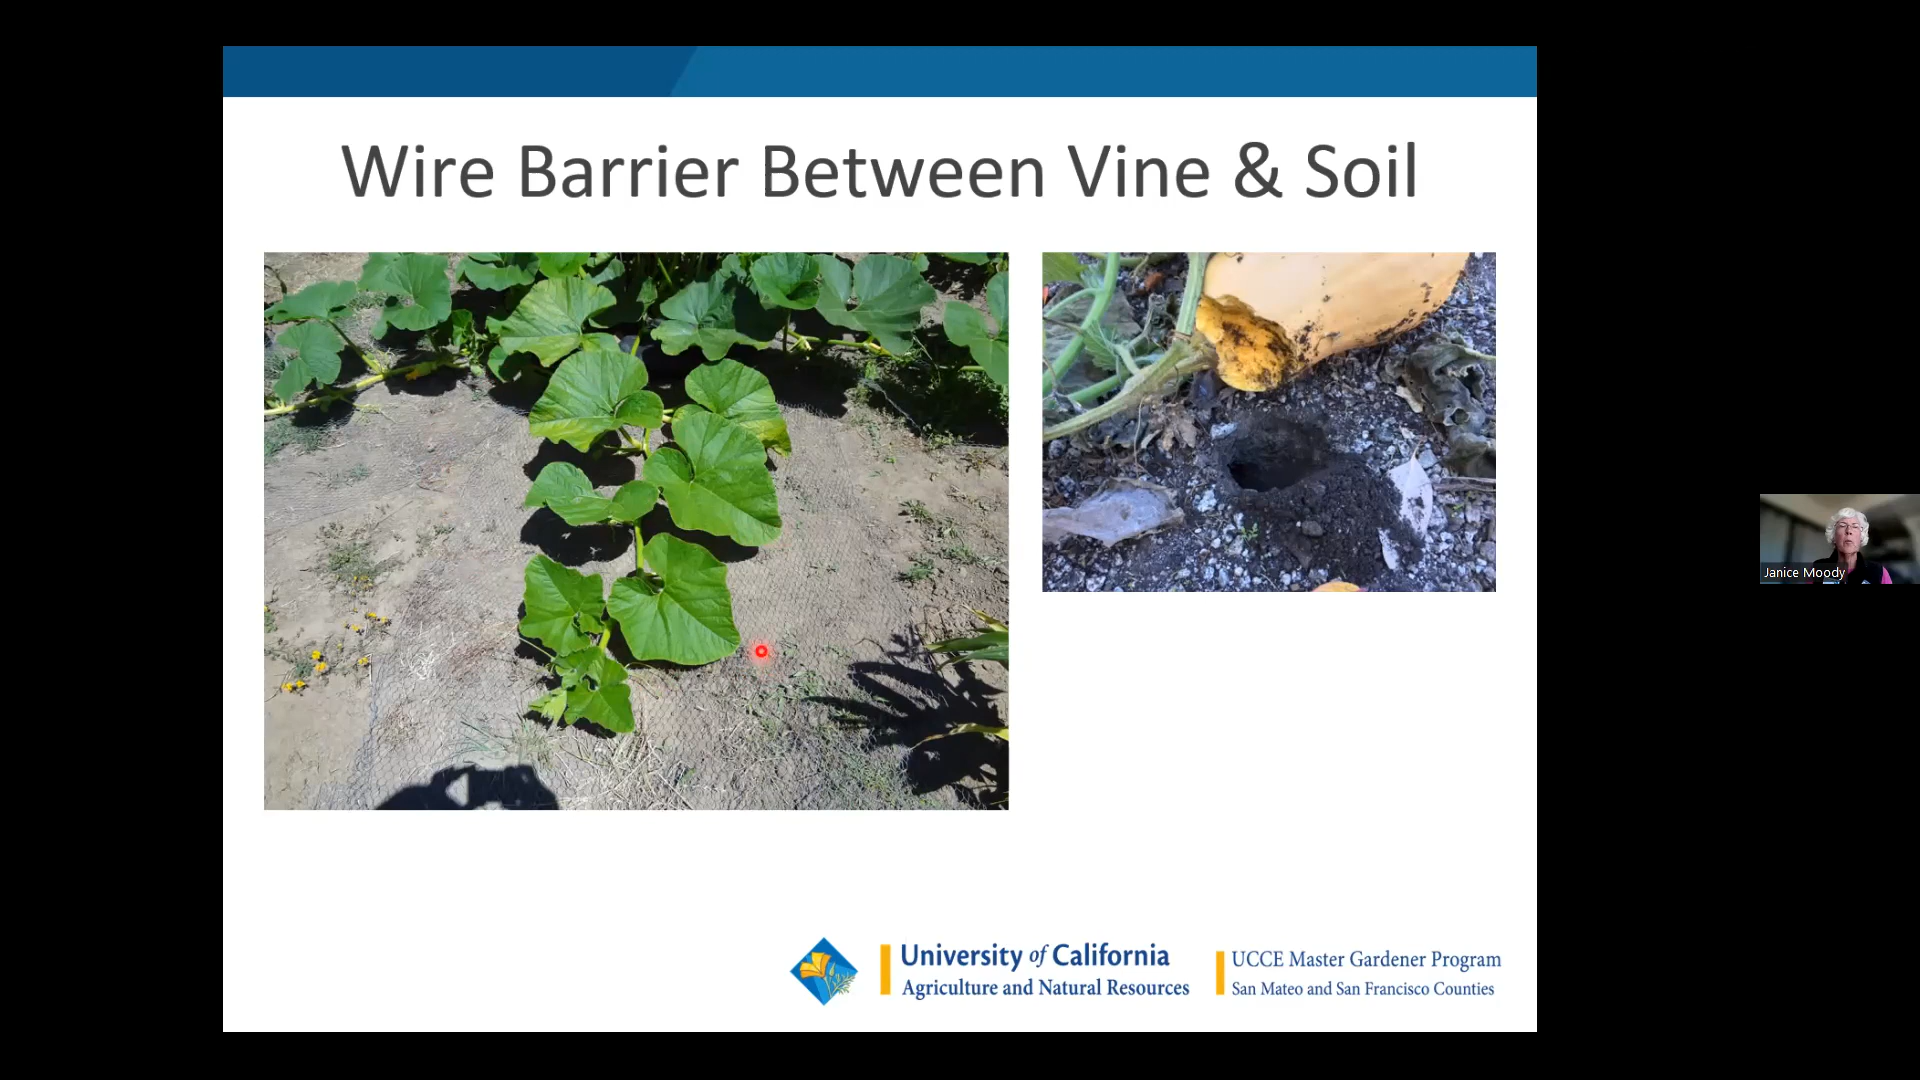 Wire Barrier Between Vine & Soil
Janice Moody
University of California
Agriculture and Natural Resources
UCCE Master Gardener Program
San Mateo and San Francisco Counties